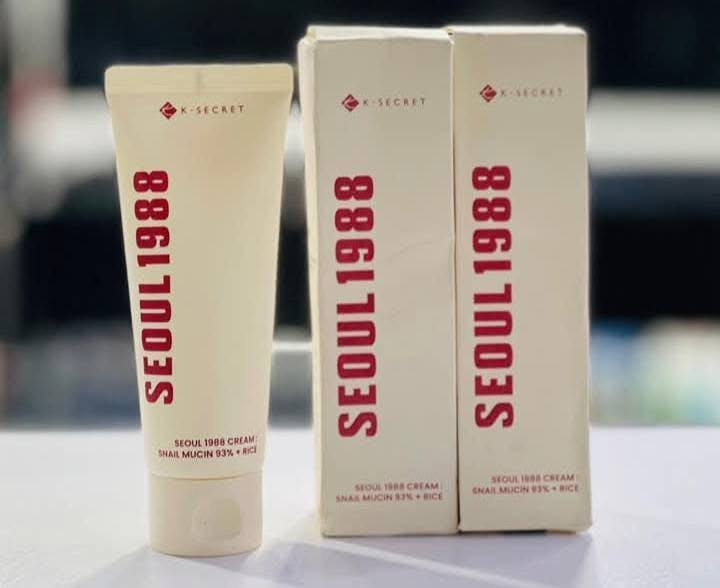 K-SECRET
SEOUL1988
SEOUL 1988 CREAM :
SNAIL MUCIN 93% + RICE
K-SECRET
SEOUL1988
SEOUL 1988 CREAM :
SNAIL MUCIN 93% + RICE
K-SECRET
SEOUL1988
SEOUL 1988 CREAM :
SNAIL MUCIN 93% + RICE